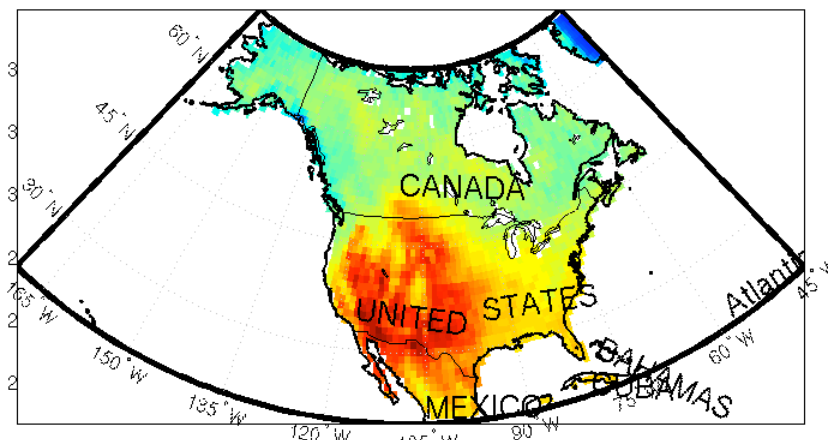 60° W
45° N
30° N
3
3
3
2
2
2
CANADA
UNITED STATES
MEXICO
BAHAMAS
CUBA
Atlantic
165° W
150° W
135° W
120° W
105° W
90° W
75° W
60° W
45° W